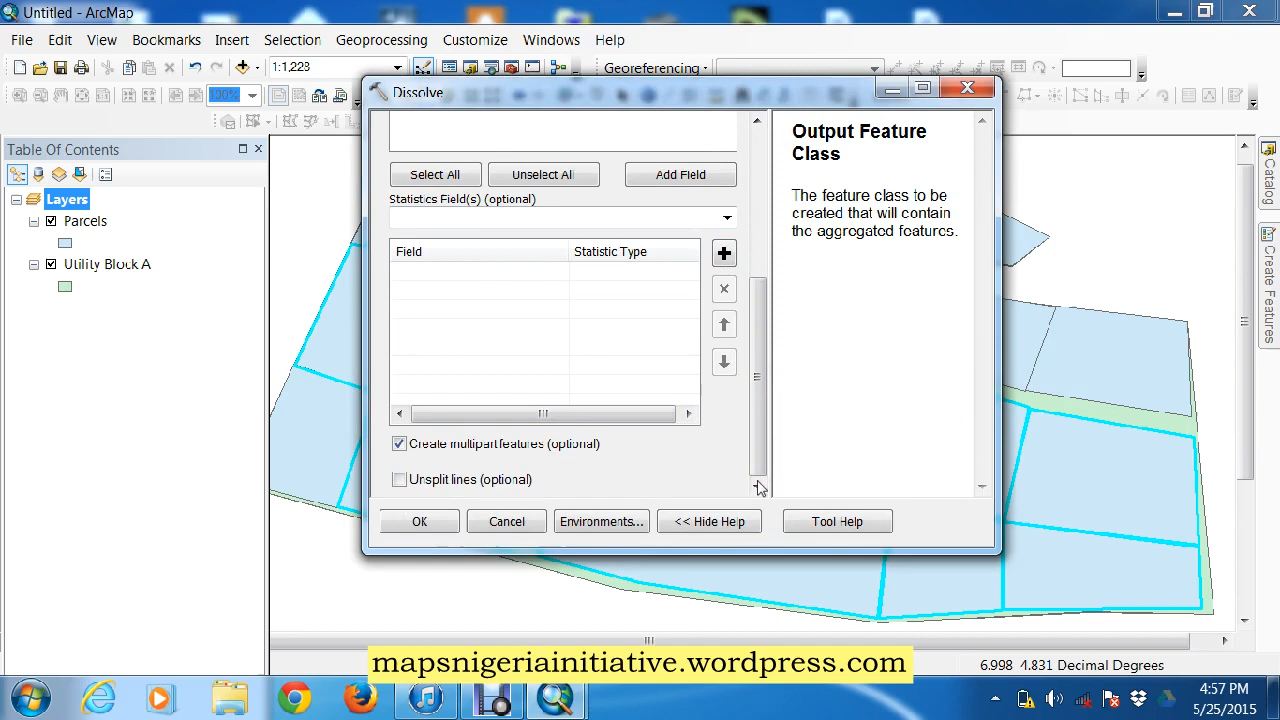 Untitled - ArcMap
File Edit View Bookmarks Insert Selection Geoprocessing Customize Windows Help
1:1,228
Georeferencing
100%
Table Of Contents
Layers
Parcels
Utility Block A
Dissolve
Select All
Unselect All
Add Field
Statistics Field(s) (optional)
Field
Statistic Type
Create multipart features (optional)
Unsplit lines (optional)
OK
Cancel
Environments...
<< Hide Help
Tool Help
Output Feature
Class
The feature class to be
created that will contain
the aggregated features.
Catalog
Create Features
6.998 4.831 Decimal Degrees
mapsnigeriainitiative.wordpress.com
4:57 PM
5/25/2015